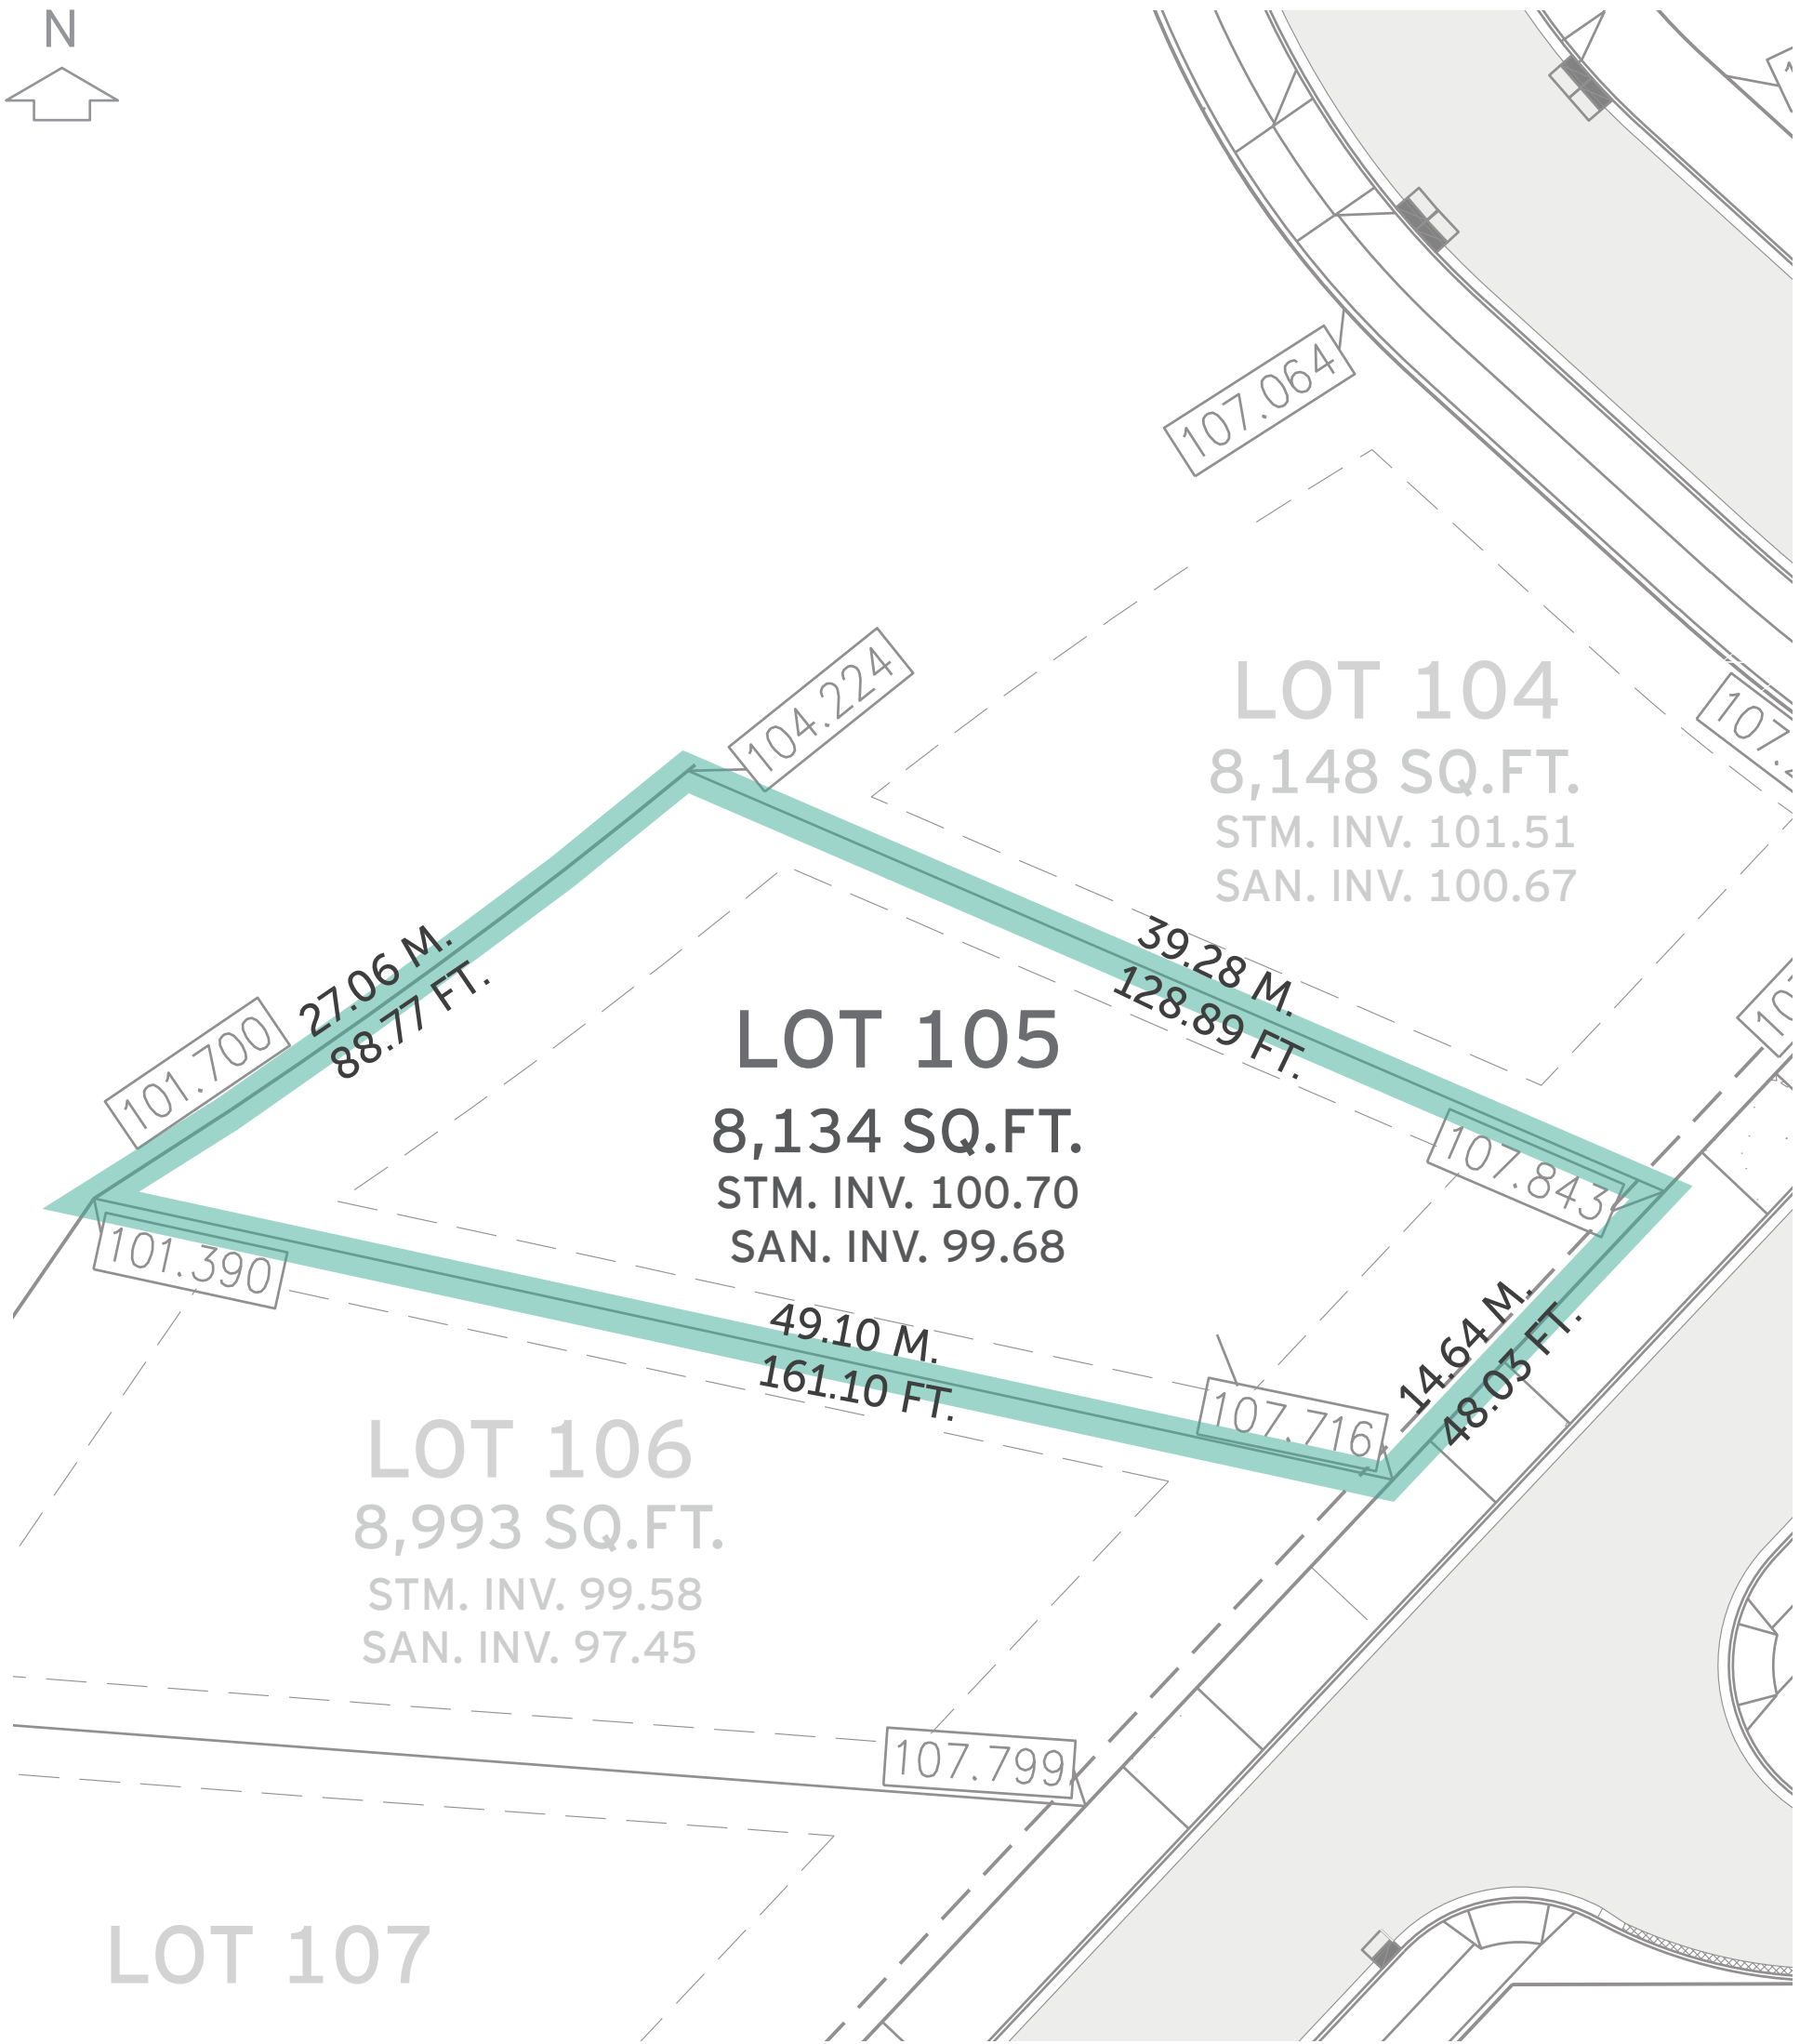 N
107.064
104.224
LOT 104
8,148 SQ.FT.
STM. INV. 101.51
SAN. INV. 100.67
27.06 M.
88.77 FT.
39.28 M.
128.89 FT.
101.700
LOT 105
8,134 SQ.FT.
STM. INV. 100.70
SAN. INV. 99.68
107.843
101.390
49.10 M.
161.10 FT.
14.64 M.
48.03 FT.
107.716
LOT 106
8,993 SQ.FT.
STM. INV. 99.58
SAN. INV. 97.45
107.799
LOT 107